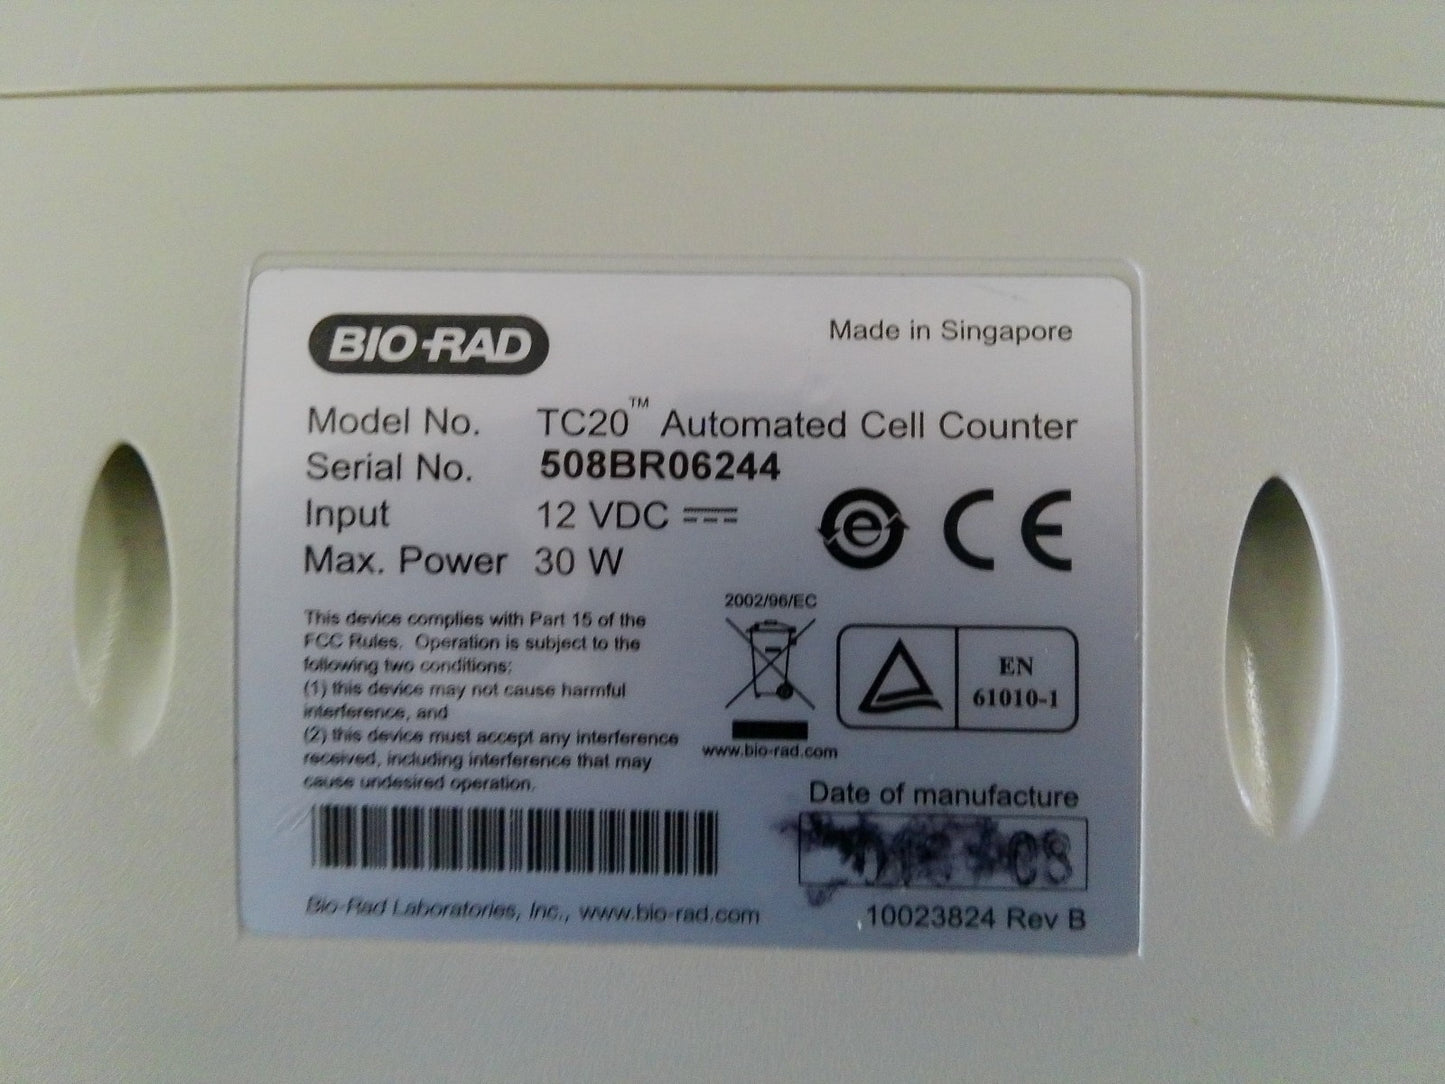 BIO-RAD
Made in Singapore
Model No. TC20™ Automated Cell Counter
Serial No. 508BR06244
Input 12 VDC
Max. Power 30 W
e CE
This device complies with Part 15 of the
FCC Rules. Operation is subject to the
following two conditions:
(1) this device may not cause harmful
interference, and
(2) this device must accept any interference
received, including interference that may
cause undesired operation.
2002/96/EC
www.bio-rad.com
EN
61010-1
Date of manufacture
Bio-Rad Laboratories, Inc., www.bio-rad.com
10023824 Rev B